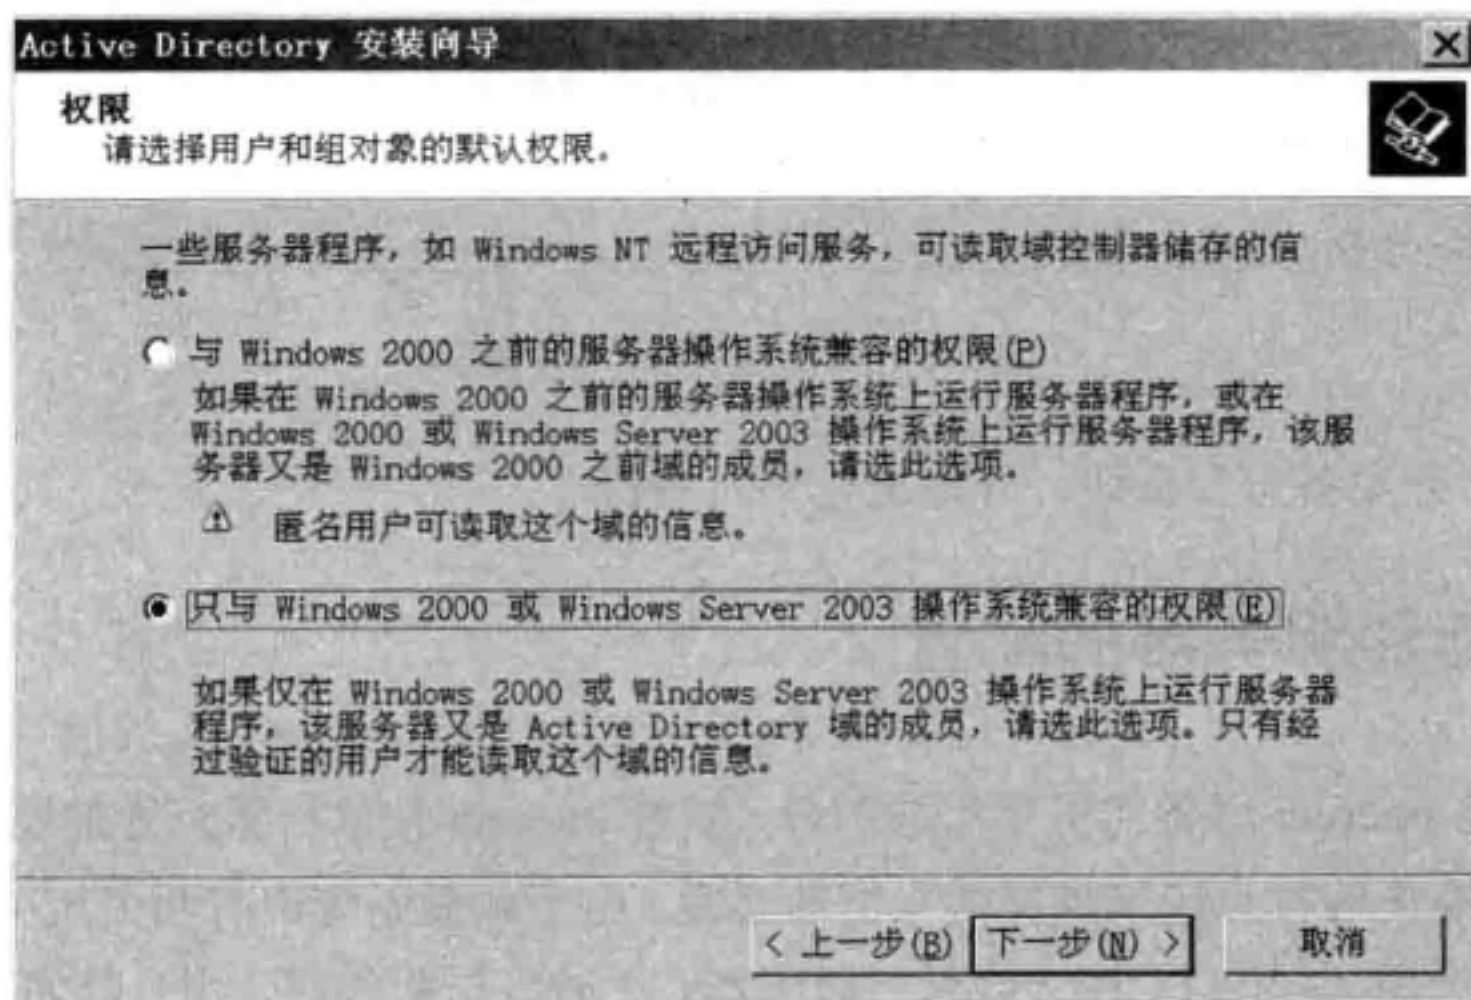 Active Directory 安装向导
权限
请选择用户和组对象的默认权限。
一些服务器程序，如 Windows NT 远程访问服务，可读取域控制器储存的信
息。
与 Windows 2000 之前的服务器操作系统兼容的权限(P)
如果在 Windows 2000 之前的服务器操作系统上运行服务器程序，或在
Windows 2000 或 Windows Server 2003 操作系统上运行服务器程序，该服
务器又是 Windows 2000 之前域的成员，请选此选项。
匿名用户可读取这个域的信息。
只与 Windows 2000 或 Windows Server 2003 操作系统兼容的权限(E)
如果仅在 Windows 2000 或 Windows Server 2003 操作系统上运行服务器
程序，该服务器又是 Active Directory 域的成员，请选此选项。只有经
过验证的用户才能读取这个域的信息。
< 上一步(B) 下一步(N) > 取消